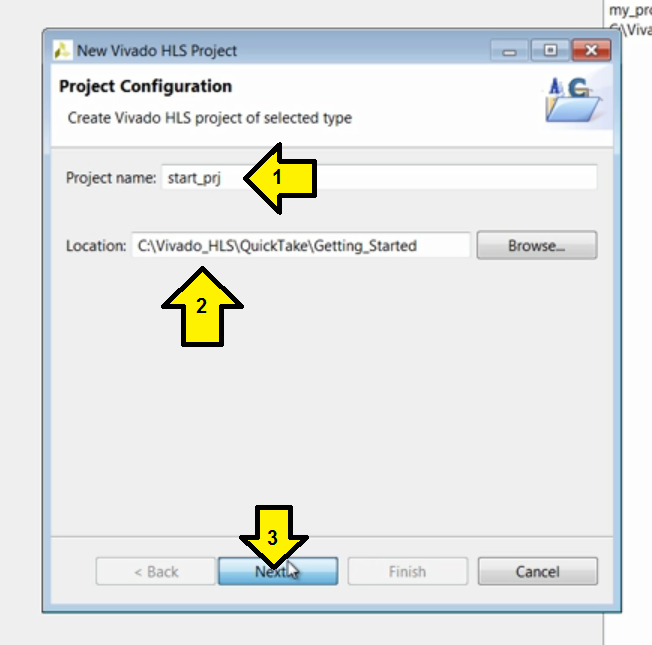 my_pro
C:\Viva
New Vivado HLS Project
Project Configuration
Create Vivado HLS project of selected type
Project name: start_prj
1
Location: C:\Vivado_HLS\QuickTake\Getting_Started Browse...
2
3
< Back Next Finish Cancel